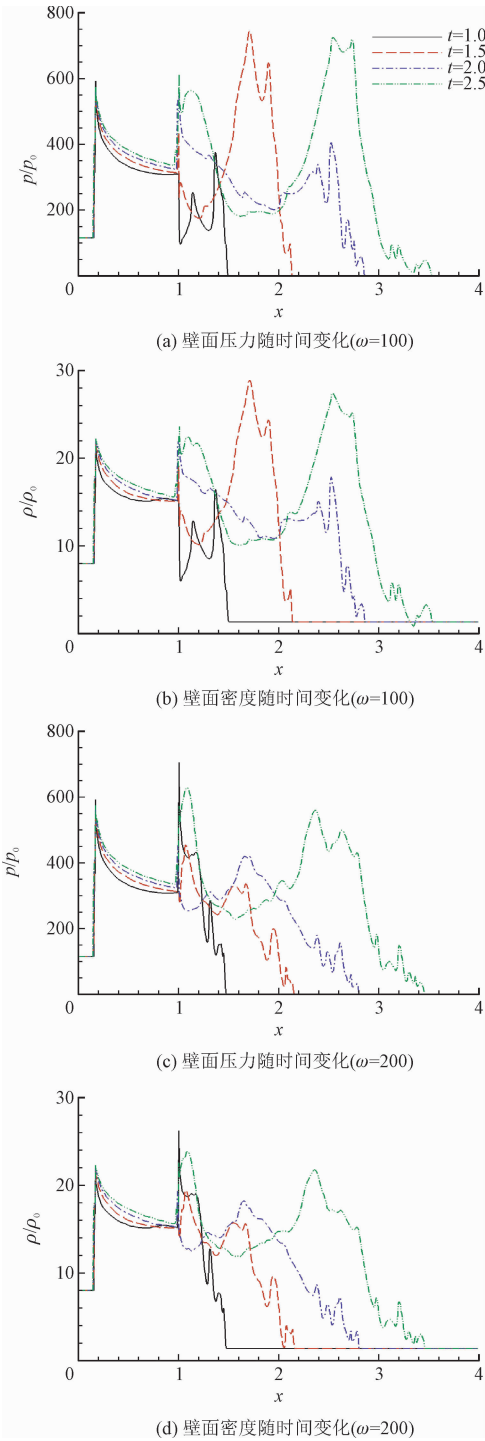 800
600
400
200
0
p/p₀
t=1.0
t=1.5
t=2.0
t=2.5
0 1 2 3 4
x
(a) 壁面压力随时间变化(ω=100)
30
20
10
0
ρ/ρ₀
0 1 2 3 4
x
(b) 壁面密度随时间变化(ω=100)
800
600
400
200
0
p/p₀
0 1 2 3 4
x
(c) 壁面压力随时间变化(ω=200)
30
20
10
0
ρ/ρ₀
0 1 2 3 4
x
(d) 壁面密度随时间变化(ω=200)